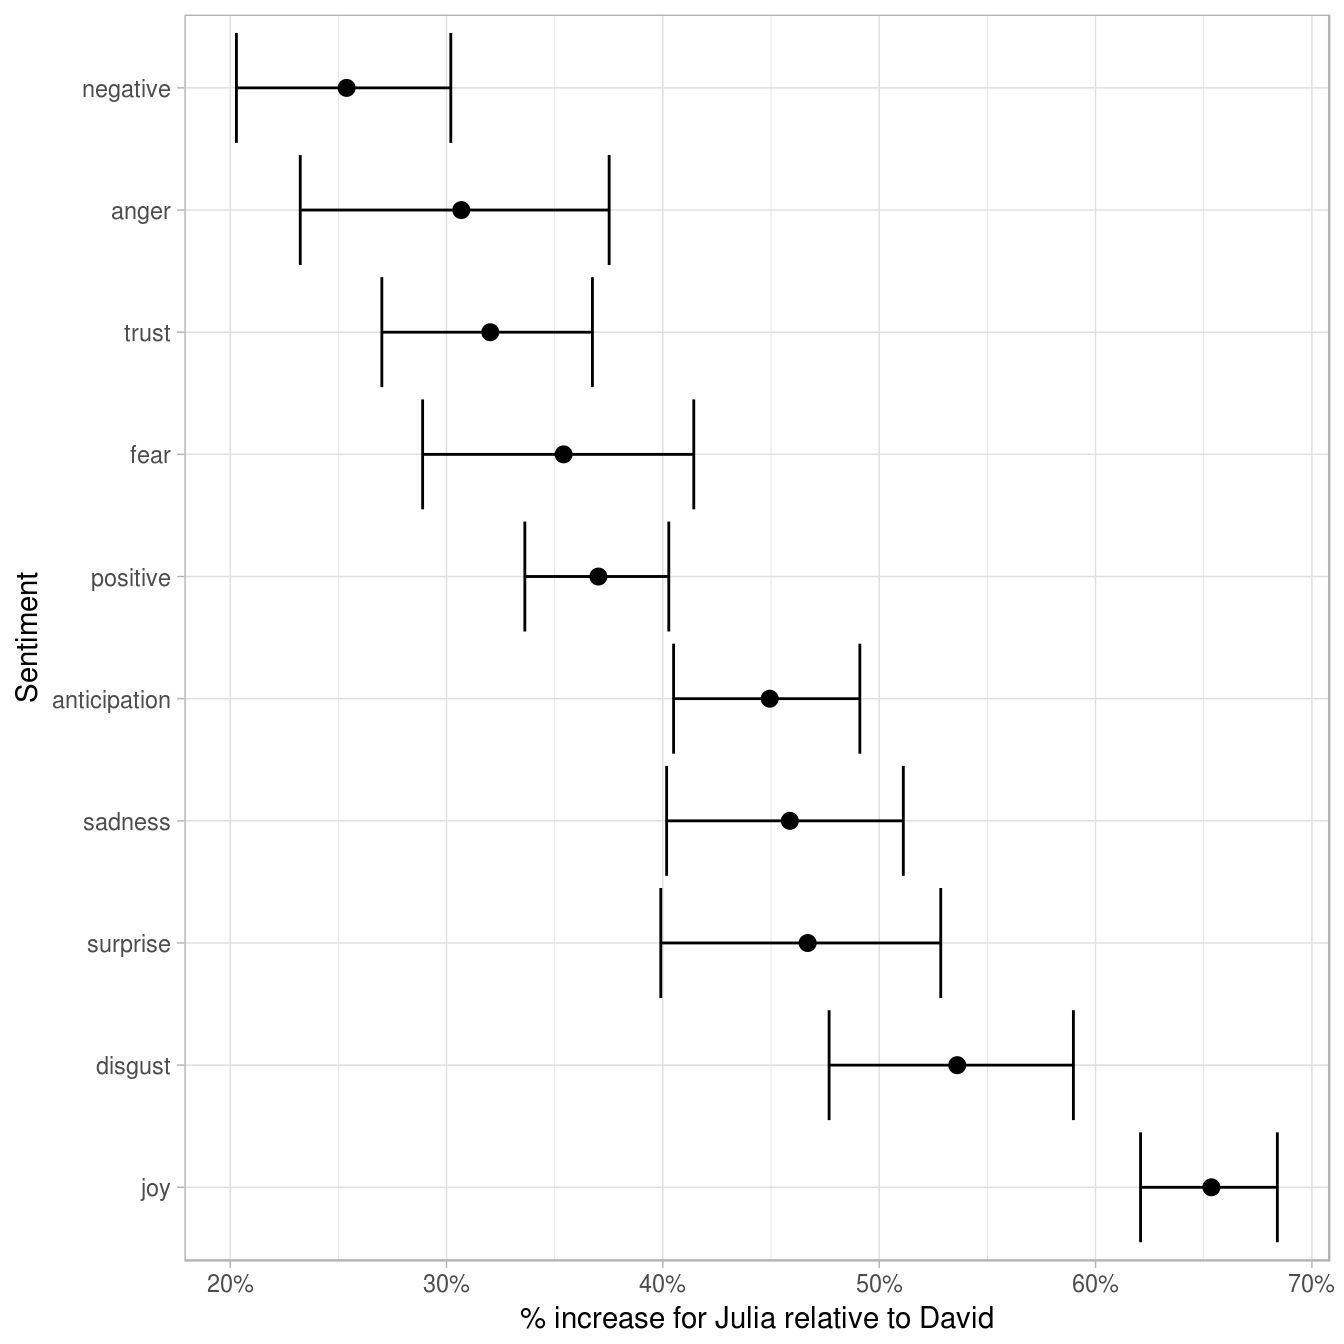 negative
anger
trust
fear
positive
anticipation
sadness
surprise
disgust
joy
Sentiment
20% 30% 40% 50% 60% 70%
% increase for Julia relative to David